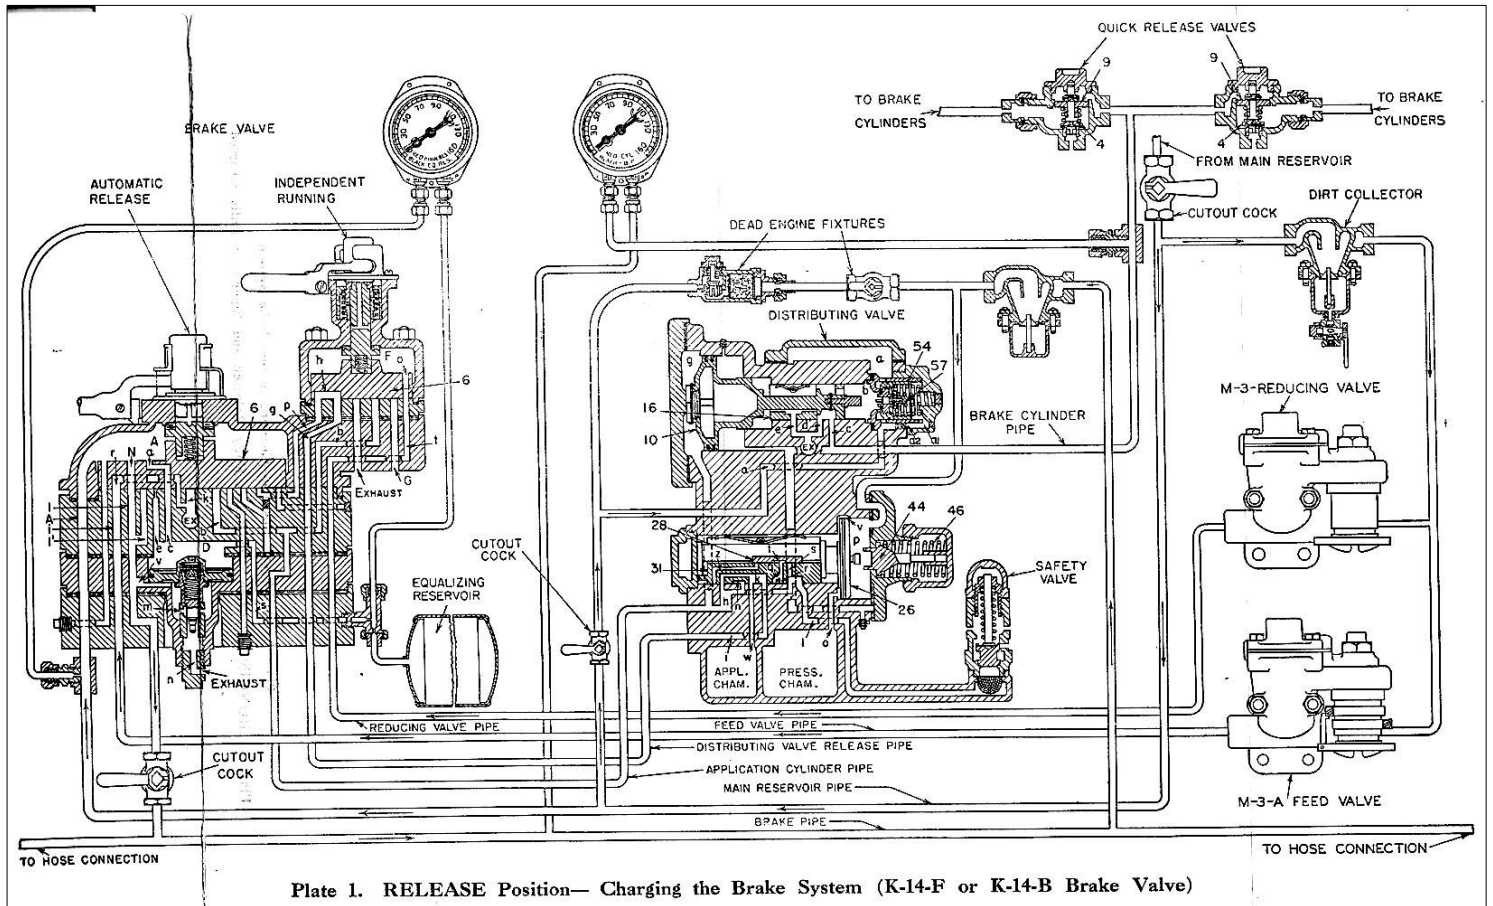 QUICK RELEASE VALVES
9
9
TO BRAKE
CYLINDERS
TO BRAKE
CYLINDERS
4
4
FROM MAIN RESERVOIR
BRAKE VALVE
AUTOMATIC
RELEASE
INDEPENDENT
RUNNING
CUTOUT COCK
DIRT COLLECTOR
DEAD ENGINE FIXTURES
DISTRIBUTING VALVE
g
a
54
57
b
16
10
e
d
c
EX
a2
a1
a
BRAKE CYLINDER
PIPE
M-3-REDUCING VALVE
h
F
o
6
g
p
6
b
t
EXHAUST
G
A
r
N
a
k
EX
A
b
e
c
D
v
m
s
n
EXHAUST
EQUALIZING
RESERVOIR
CUTOUT
COCK
28
31
z
s
r
h
n
v
p
44
46
26
SAFETY
VALVE
i
w
l
o
APPL.
CHAM.
PRESS.
CHAM.
REDUCING VALVE PIPE
FEED VALVE PIPE
DISTRIBUTING VALVE RELEASE PIPE
APPLICATION CYLINDER PIPE
MAIN RESERVOIR PIPE
BRAKE PIPE
CUTOUT
COCK
M-3-A FEED VALVE
TO HOSE CONNECTION
TO HOSE CONNECTION
Plate 1. RELEASE Position— Charging the Brake System (K-14-F or K-14-B Brake Valve)